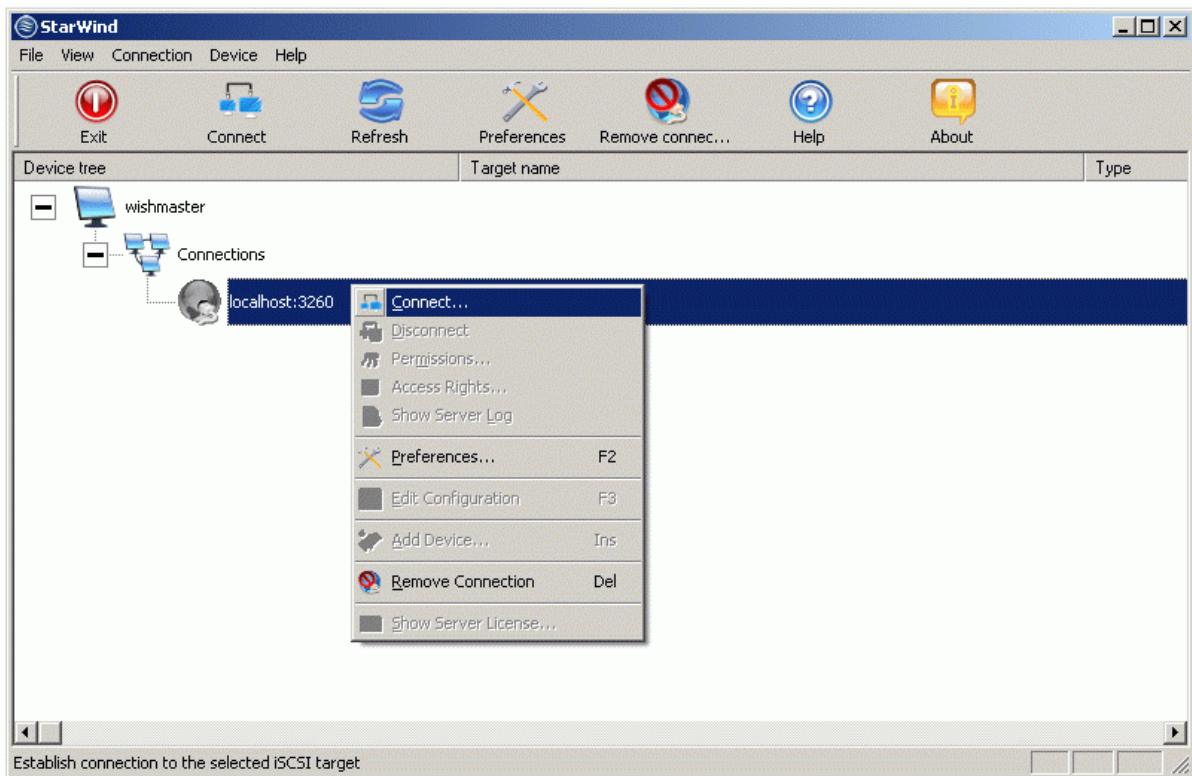 StarWind
File View Connection Device Help
Exit Connect Refresh Preferences Remove connec... Help About
Device tree Target name Type
wishmaster
Connections
localhost:3260
Connect...
Disconnect
Permissions...
Access Rights...
Show Server Log
Preferences... F2
Edit Configuration F3
Add Device... Ins
Remove Connection Del
Show Server License...
Establish connection to the selected iSCSI target